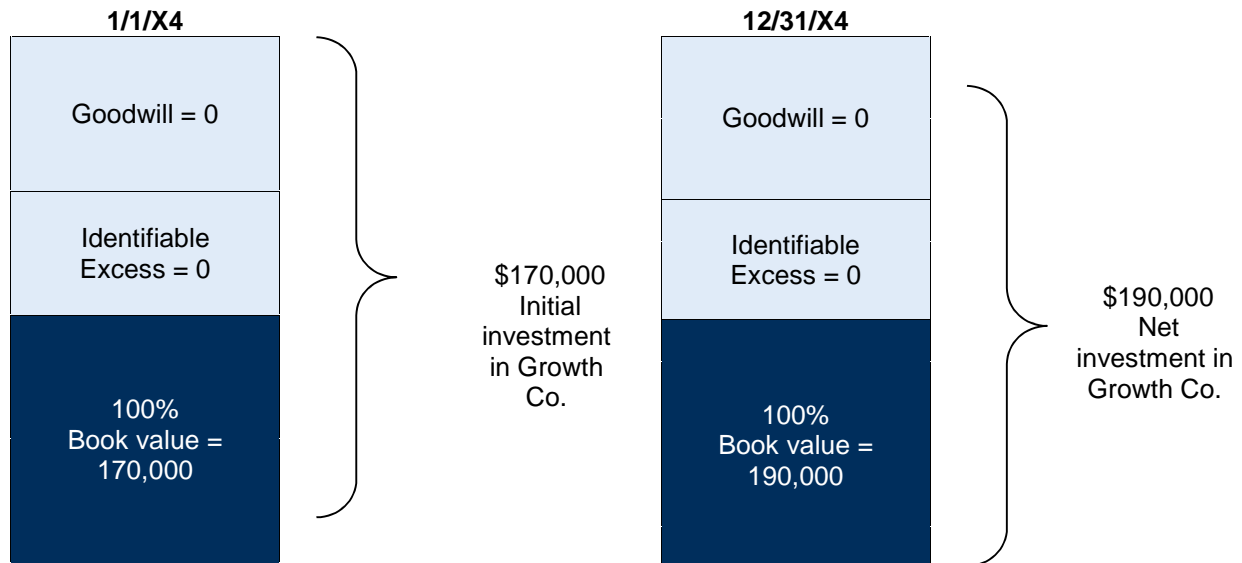 1/1/X4
Goodwill = 0
Identifiable
Excess = 0
100%
Book value =
170,000
$170,000
Initial
investment
in Growth
Co.
12/31/X4
Goodwill = 0
Identifiable
Excess = 0
100%
Book value =
190,000
$190,000
Net
investment in
Growth Co.